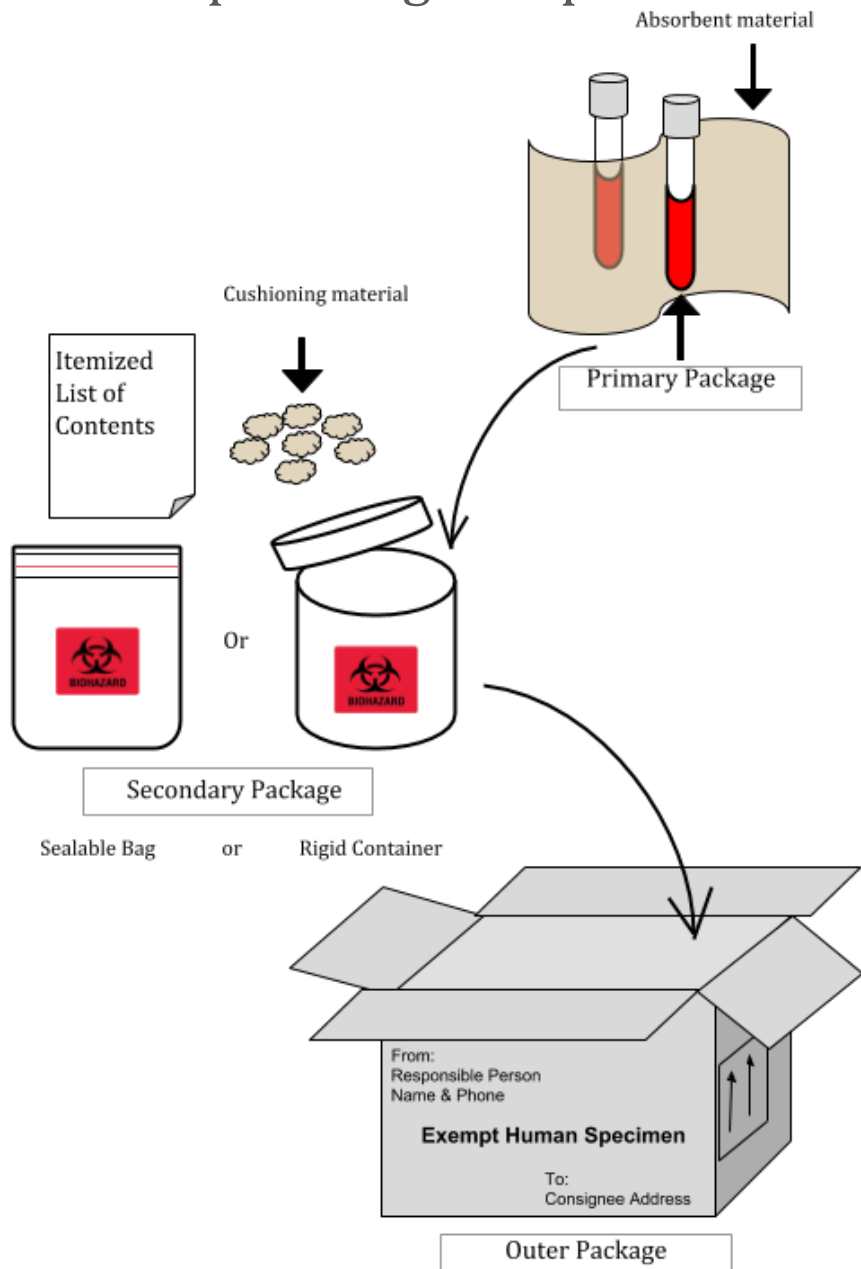 Absorbent material
Primary Package
Cushioning material
Itemized
List of
Contents
BIOHAZARD
Or
BIOHAZARD
Secondary Package
Sealable Bag or Rigid Container
From:
Responsible Person
Name & Phone
Exempt Human Specimen
To:
Consignee Address
Outer Package